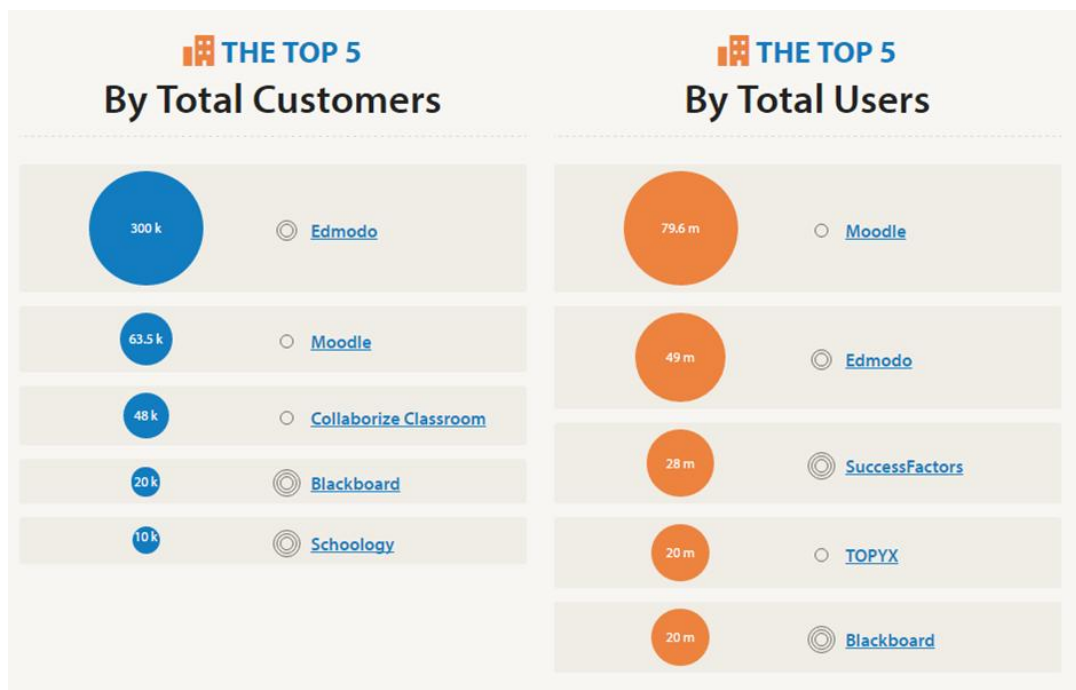 THE TOP 5
By Total Customers
300 k
Edmodo
63.5 k
Moodle
48 k
Collaborize Classroom
20 k
Blackboard
10 k
Schoology
THE TOP 5
By Total Users
79.6 m
Moodle
49 m
Edmodo
28 m
SuccessFactors
20 m
TOPYX
20 m
Blackboard